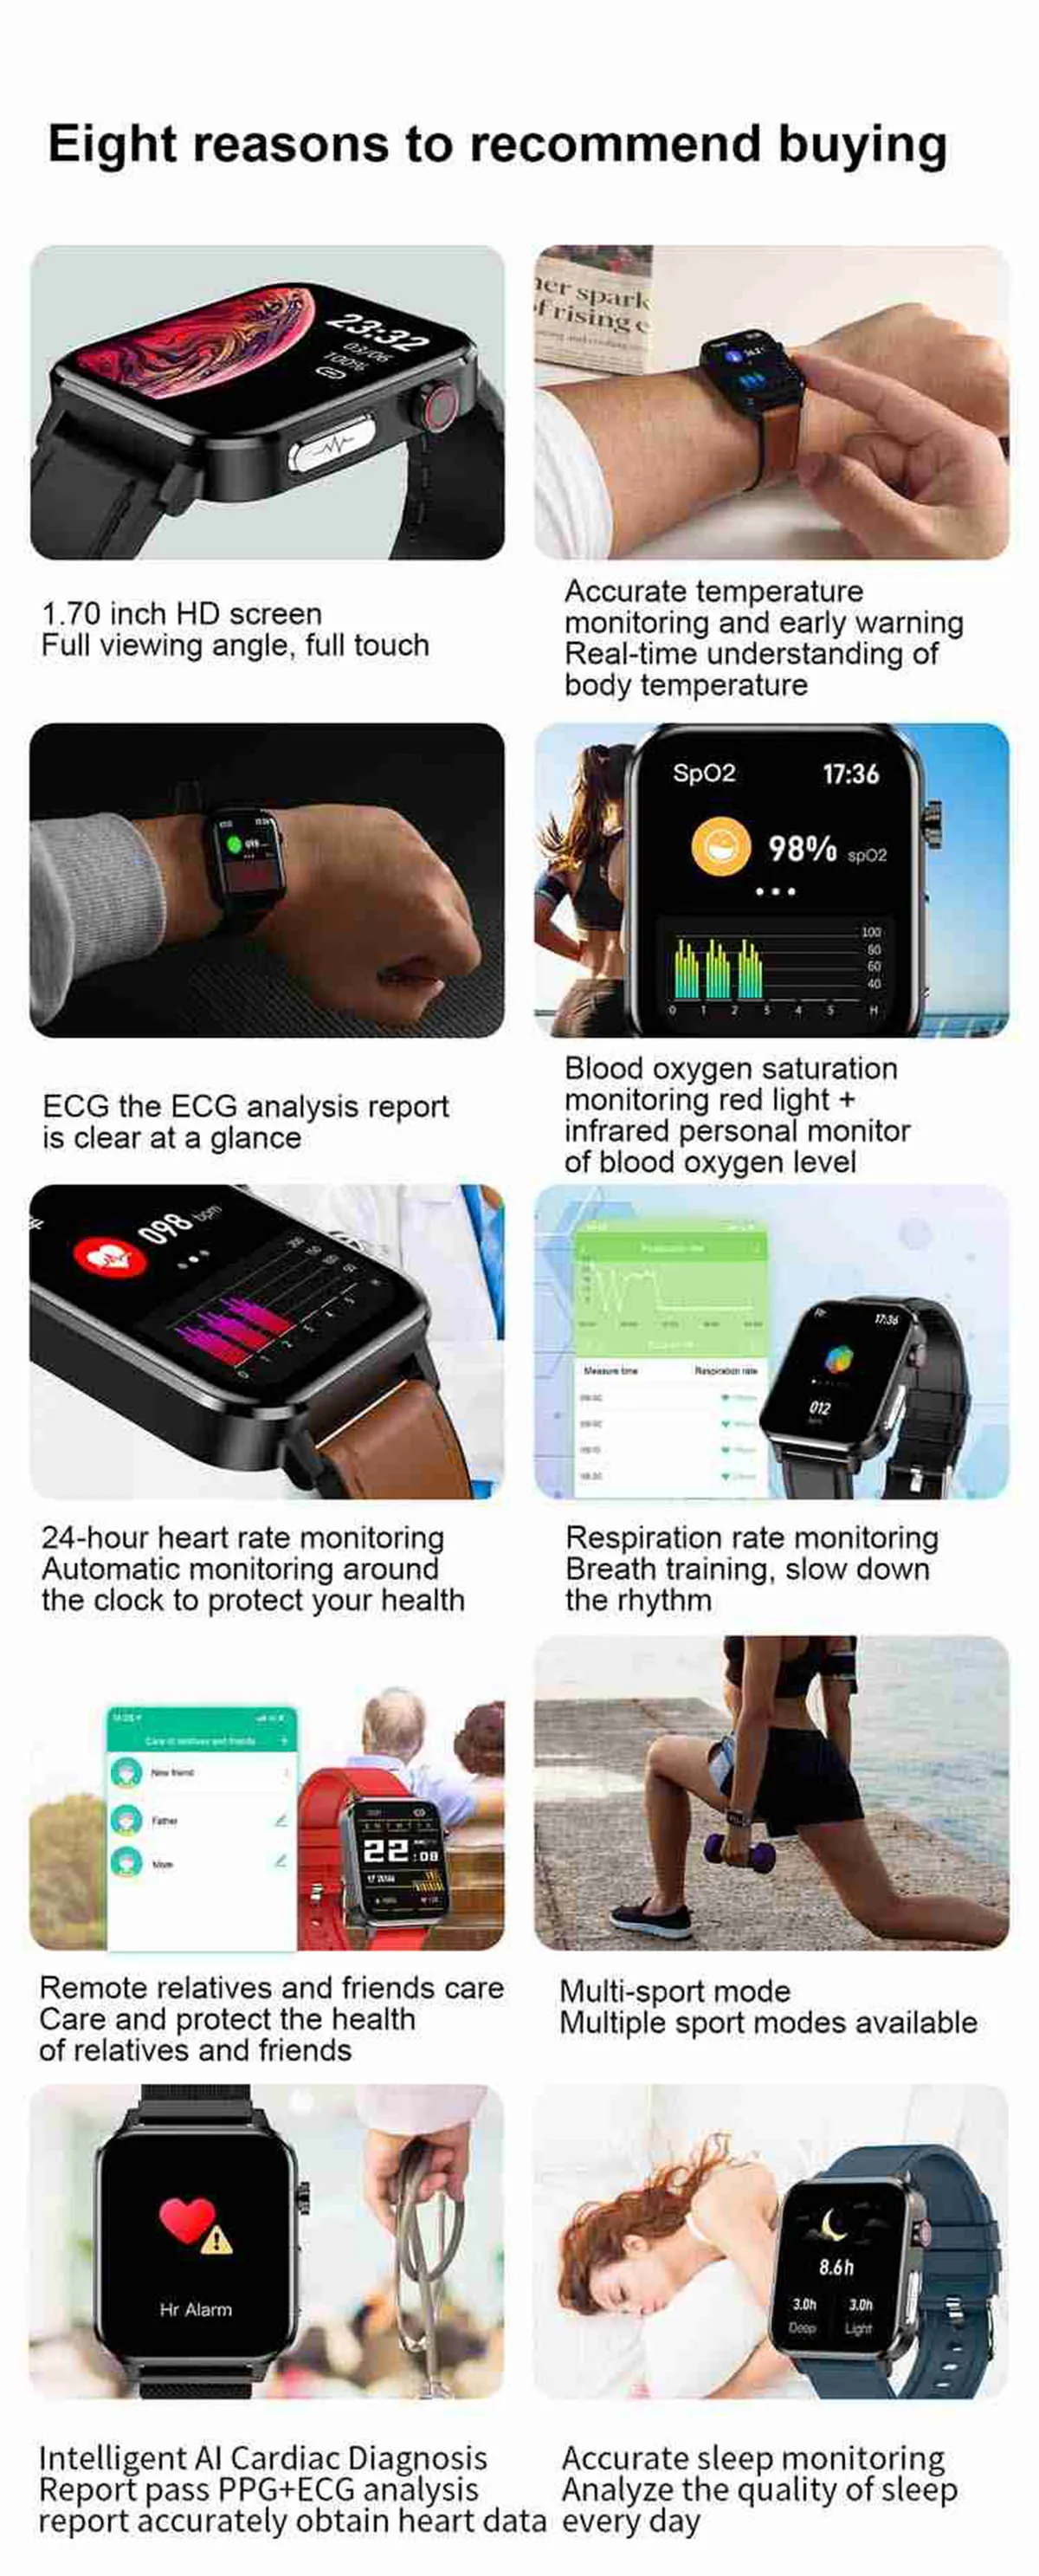 Eight reasons to recommend buying
23:32
03/06
100%
her spark
of rising e
1.70 inch HD screen
Full viewing angle, full touch
Accurate temperature
monitoring and early warning
Real-time understanding of
body temperature
SpO2 17:36
98% spO2
100
80
60
40
0 1 2 3 4 5 H
ECG the ECG analysis report
is clear at a glance
Blood oxygen saturation
monitoring red light +
infrared personal monitor
of blood oxygen level
098 bpm
Respiration rate
Measure time Respiration rate
17:36
012
24-hour heart rate monitoring
Automatic monitoring around
the clock to protect your health
Respiration rate monitoring
Breath training, slow down
the rhythm
Care of relatives and friends
New friend
Father
Mom
22:08
Remote relatives and friends care
Care and protect the health
of relatives and friends
Multi-sport mode
Multiple sport modes available
Hr Alarm
8.6h
3.0h 3.0h
Deep Light
Intelligent AI Cardiac Diagnosis
Report pass PPG+ECG analysis
report accurately obtain heart data
Accurate sleep monitoring
Analyze the quality of sleep
every day